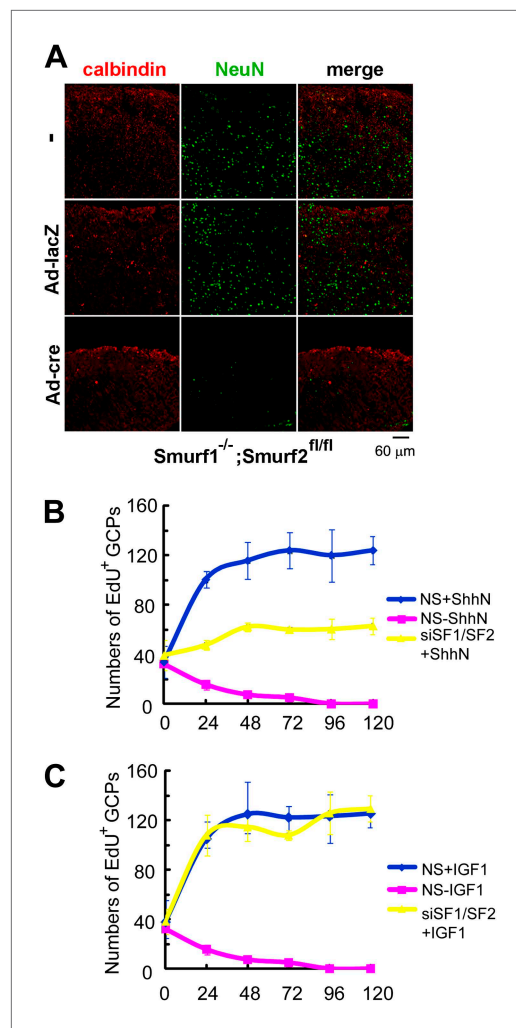 A
calbindin NeuN merge
-
Ad-lacZ
Ad-cre
Smurf1-/-;Smurf2fl/fl
60 μm
B
Numbers of EdU+ GCPs
160
120
80
40
0
0 24 48 72 96 120
NS+ShhN
NS-ShhN
siSF1/SF2
+ShhN
C
Numbers of EdU+ GCPs
160
120
80
40
0
0 24 48 72 96 120
NS+IGF1
NS-IGF1
siSF1/SF2
+IGF1